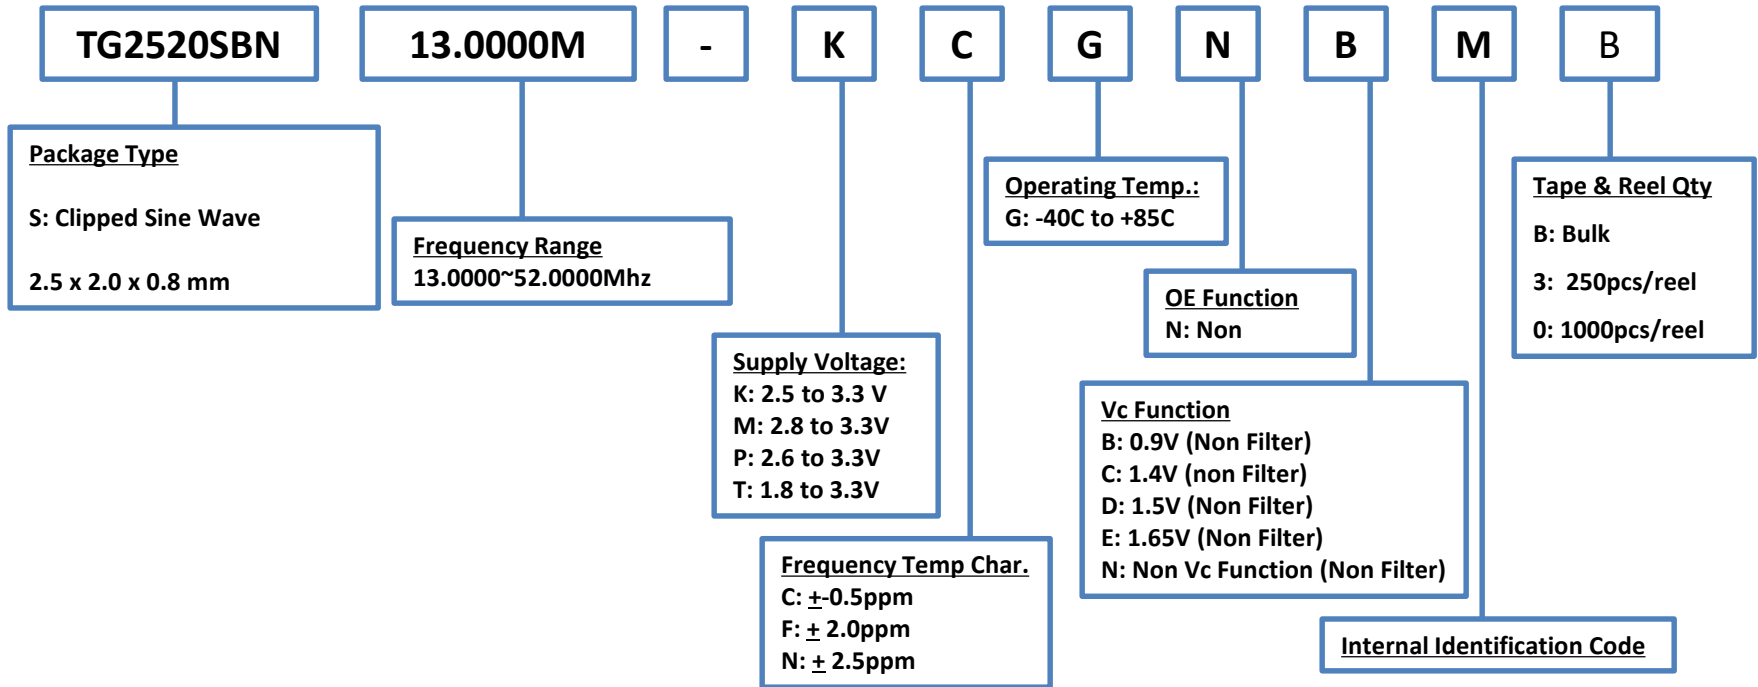 TG2520SBN 13.0000M - K C G N B M B
Package Type
S: Clipped Sine Wave
2.5 x 2.0 x 0.8 mm
Frequency Range
13.0000~52.0000Mhz
Supply Voltage:
K: 2.5 to 3.3 V
M: 2.8 to 3.3V
P: 2.6 to 3.3V
T: 1.8 to 3.3V
Frequency Temp Char.
C: ±-0.5ppm
F: ± 2.0ppm
N: ± 2.5ppm
Operating Temp.:
G: -40C to +85C
OE Function
N: Non
Vc Function
B: 0.9V (Non Filter)
C: 1.4V (non Filter)
D: 1.5V (Non Filter)
E: 1.65V (Non Filter)
N: Non Vc Function (Non Filter)
Internal Identification Code
Tape & Reel Qty
B: Bulk
3:  250pcs/reel
0: 1000pcs/reel